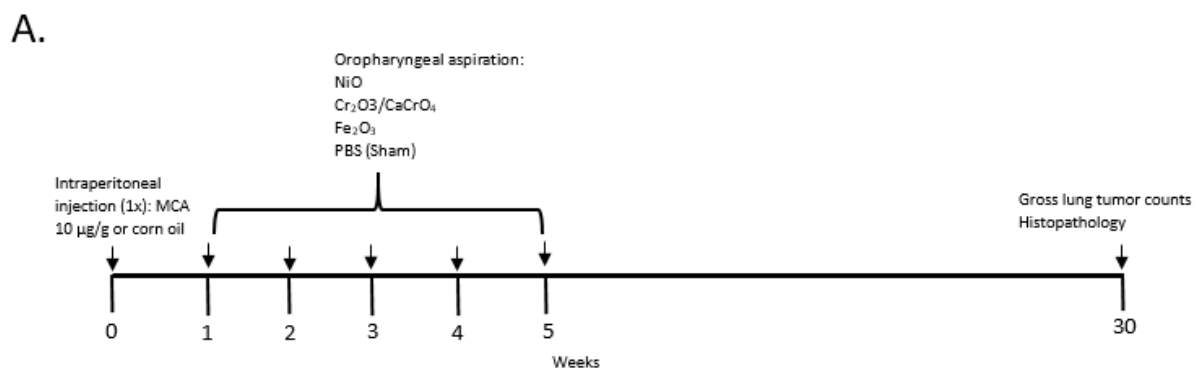 A.
Oropharyngeal aspiration:
NiO
Cr₂O3/CaCrO₄
Fe₂O₃
PBS (Sham)
Intraperitoneal
injection (1x): MCA
10 µg/g or corn oil
Gross lung tumor counts
Histopathology
0 1 2 3 4 5 30
Weeks